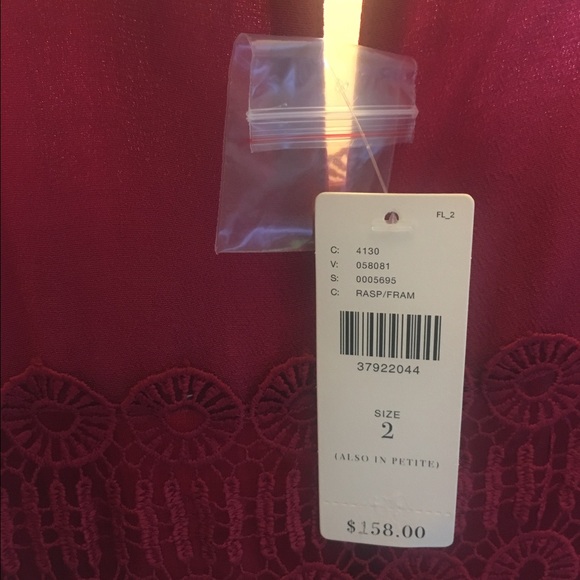 FL_2
C: 4130
V: 058081
S: 0005695
C: RASP/FRAM
37922044
SIZE
2
(ALSO IN PETITE)
$158.00